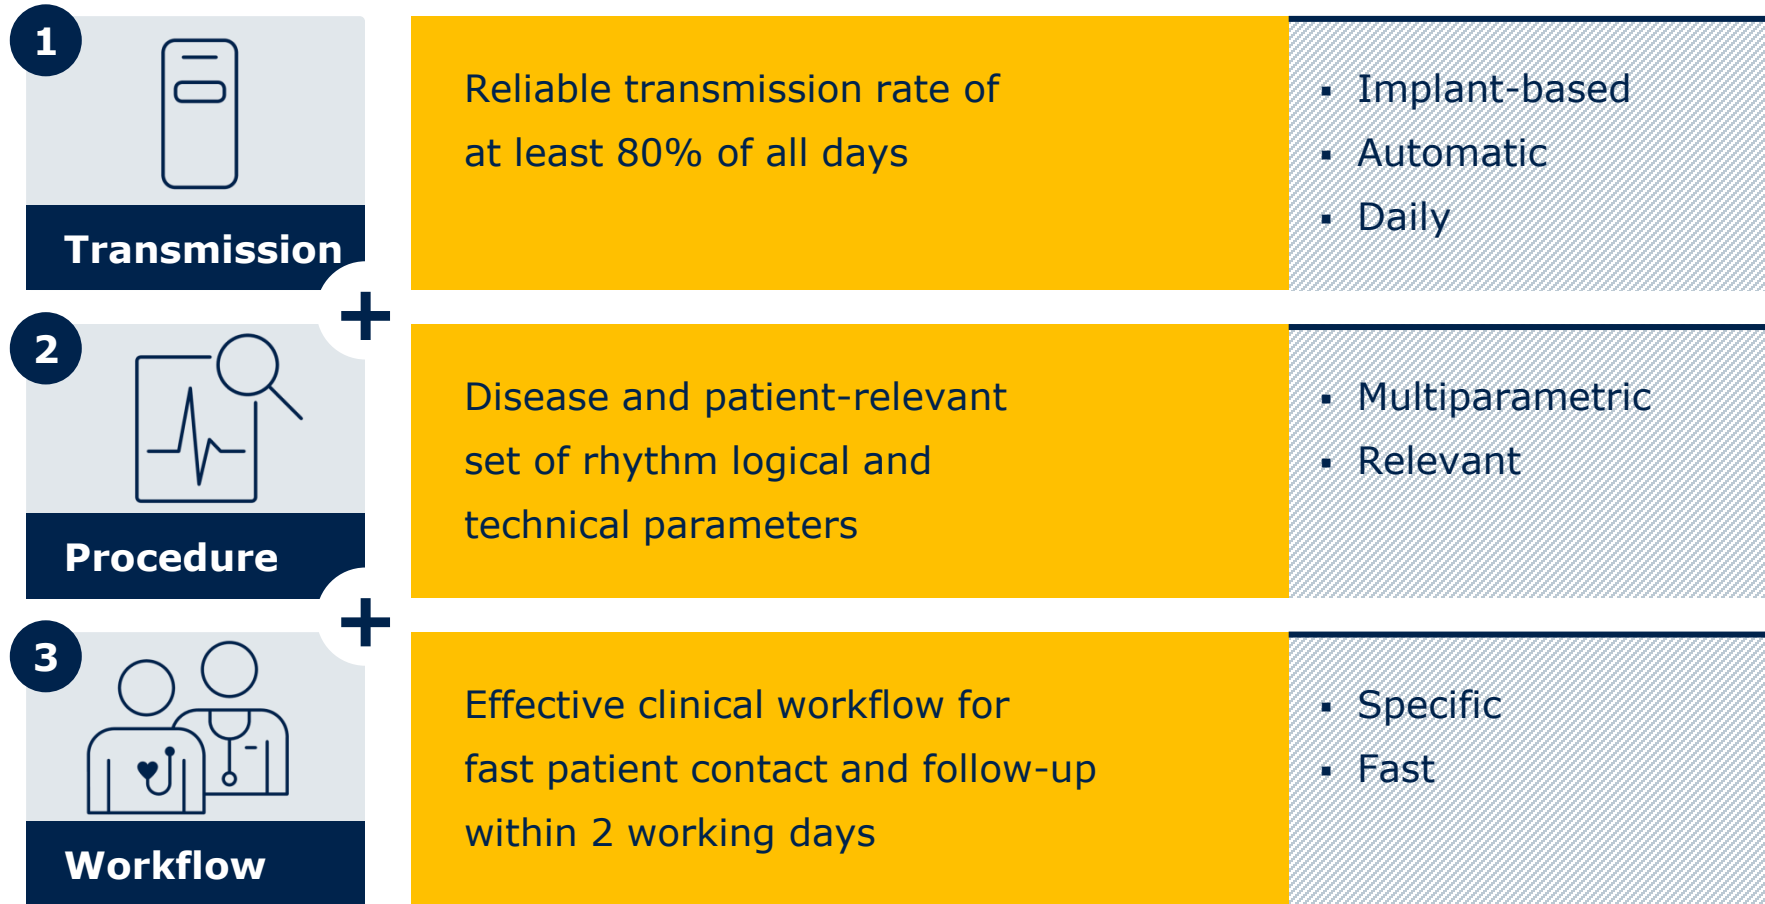 1
Transmission
Reliable transmission rate of
at least 80% of all days
▪ Implant-based
▪ Automatic
▪ Daily
+
2
Procedure
Disease and patient-relevant
set of rhythm logical and
technical parameters
▪ Multiparametric
▪ Relevant
+
3
Workflow
Effective clinical workflow for
fast patient contact and follow-up
within 2 working days
▪ Specific
▪ Fast